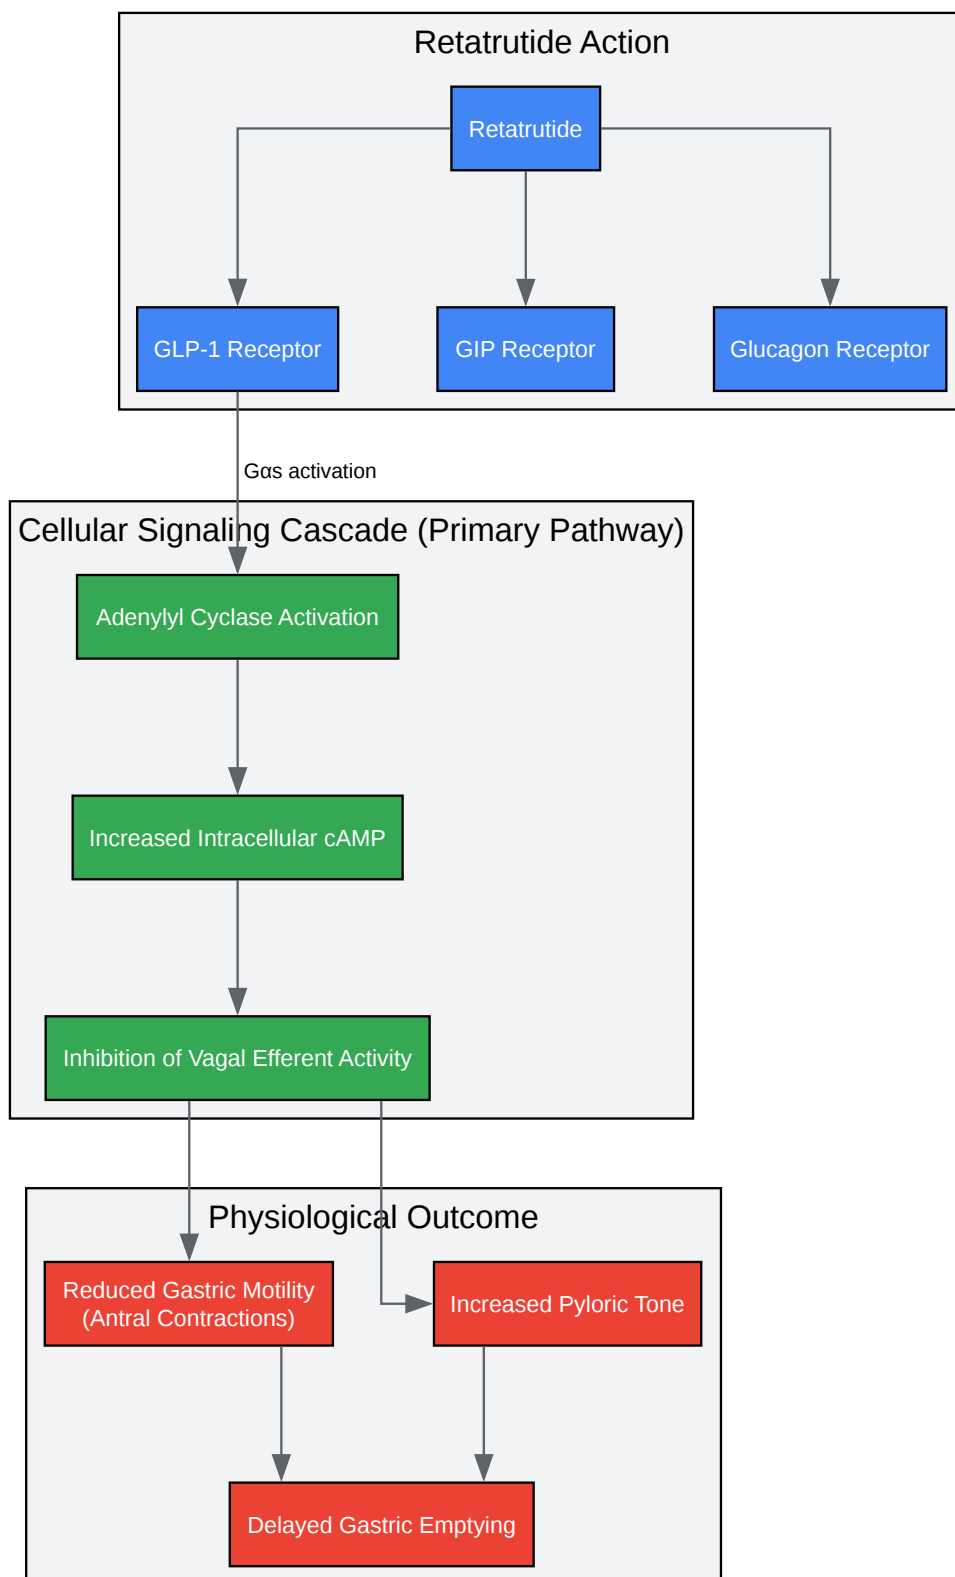 Retatrutide Action
Retatrutide
GLP-1 Receptor
GIP Receptor
Glucagon Receptor
Gαs activation
Cellular Signaling Cascade (Primary Pathway)
Adenylyl Cyclase Activation
Increased Intracellular cAMP
Inhibition of Vagal Efferent Activity
Physiological Outcome
Reduced Gastric Motility
(Antral Contractions)
Increased Pyloric Tone
Delayed Gastric Emptying